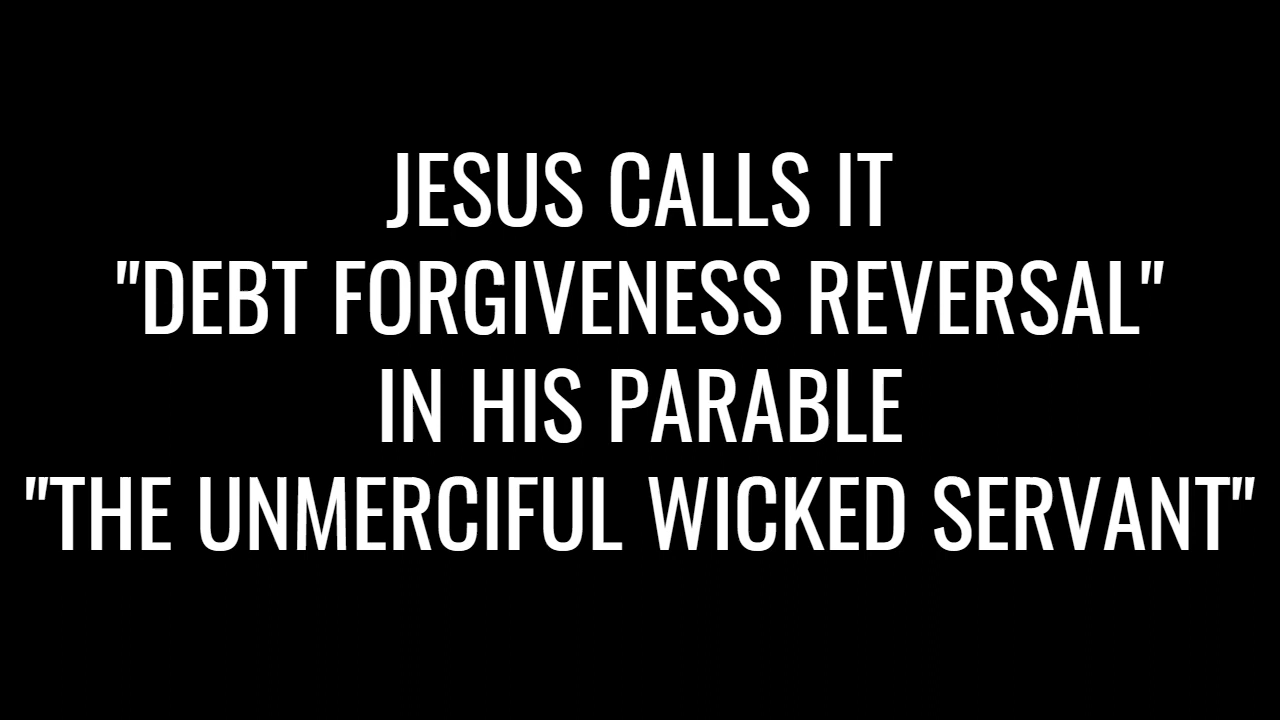 JESUS CALLS IT
"DEBT FORGIVENESS REVERSAL"
IN HIS PARABLE
"THE UNMERCIFUL WICKED SERVANT"